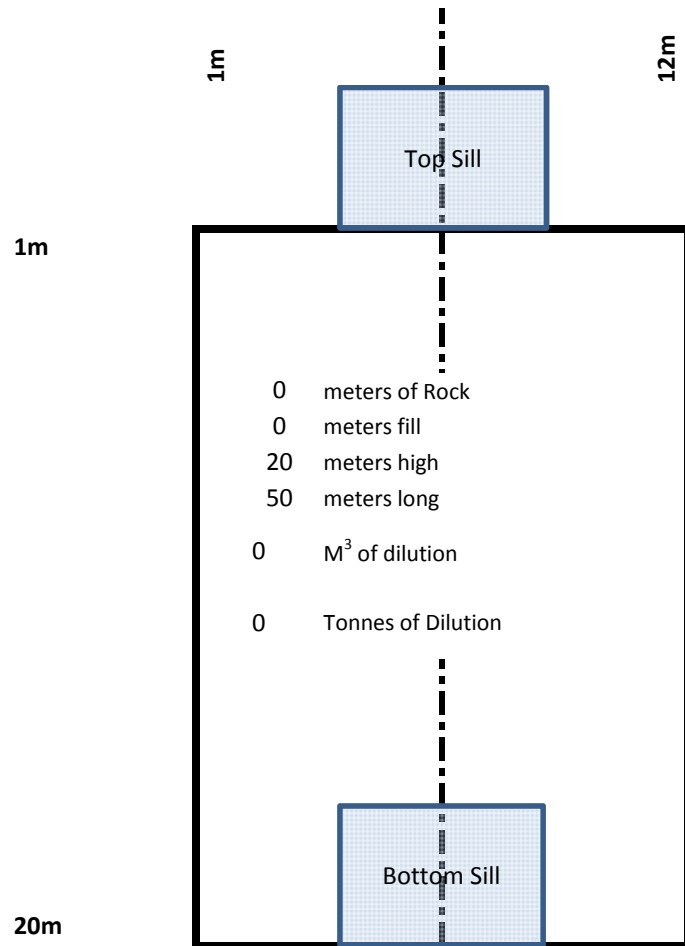 1m
12m
Top Sill
1m
0 meters of Rock
0 meters fill
20 meters high
50 meters long
0 M³ of dilution
0 Tonnes of Dilution
Bottom Sill
20m